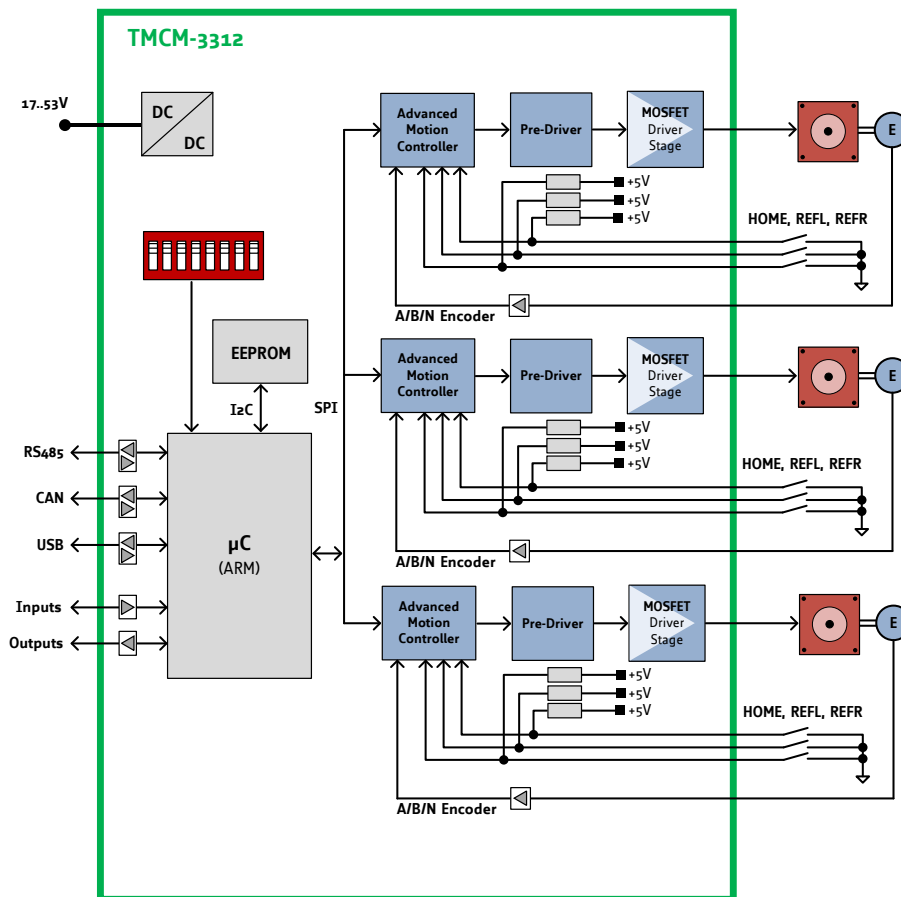 TMCM-3312
17..53V
DC
DC
Advanced
Motion
Controller
Pre-Driver
MOSFET
Driver
Stage
E
+5V
+5V
+5V
HOME, REFL, REFR
A/B/N Encoder
EEPROM
I2C
SPI
Advanced
Motion
Controller
Pre-Driver
MOSFET
Driver
Stage
E
+5V
+5V
+5V
HOME, REFL, REFR
A/B/N Encoder
RS485
CAN
USB
Inputs
Outputs
µC
(ARM)
Advanced
Motion
Controller
Pre-Driver
MOSFET
Driver
Stage
E
+5V
+5V
+5V
HOME, REFL, REFR
A/B/N Encoder